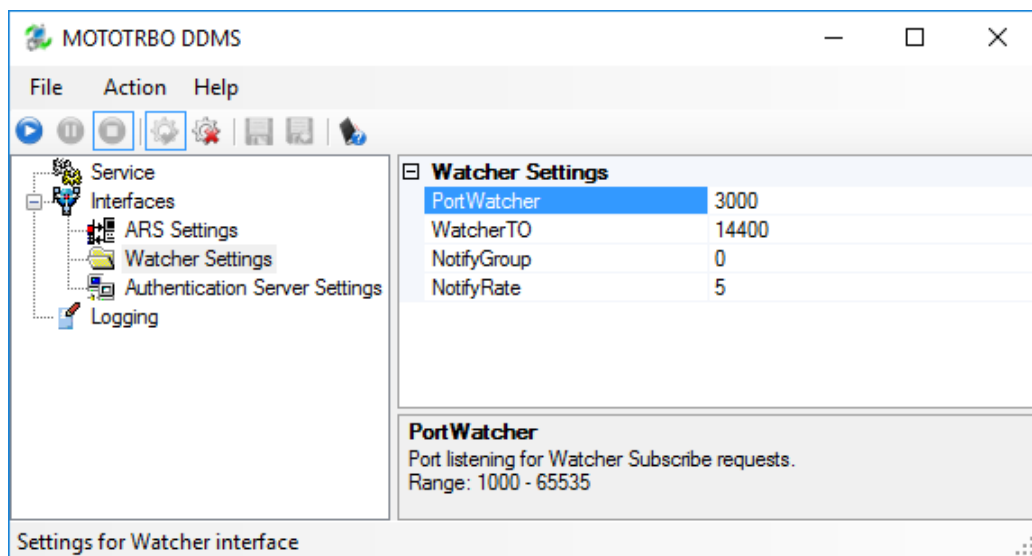 MOTOTRBO DDMS
File Action Help
Service
Interfaces
ARS Settings
Watcher Settings
Authentication Server Settings
Logging
Watcher Settings
PortWatcher 3000
WatcherTO 14400
NotifyGroup 0
NotifyRate 5
PortWatcher
Port listening for Watcher Subscribe requests.
Range: 1000 - 65535
Settings for Watcher interface